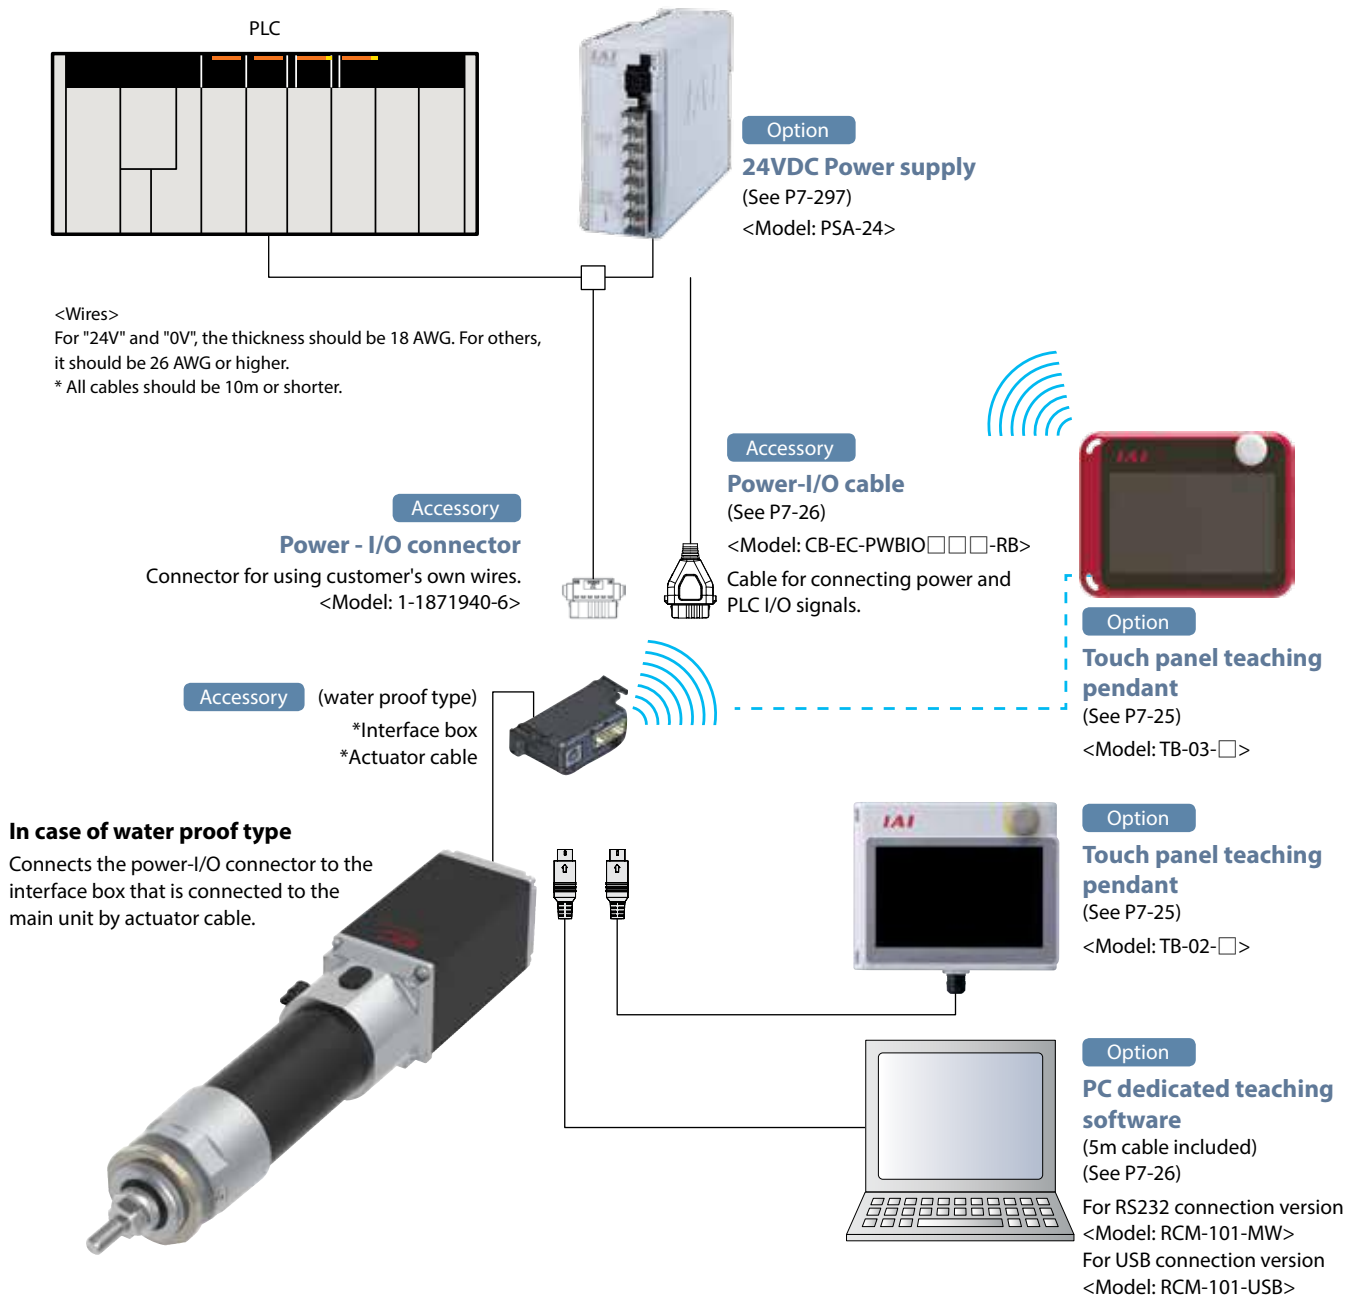 PLC
IAI
Option
24VDC Power supply
(See P7-297)
<Model: PSA-24>
<Wires>
For "24V" and "0V", the thickness should be 18 AWG. For others,
it should be 26 AWG or higher.
* All cables should be 10m or shorter.
Accessory
Power-I/O cable
(See P7-26)
<Model: CB-EC-PWBIO□□□-RB>
Cable for connecting power and
PLC I/O signals.
Accessory
Power - I/O connector
Connector for using customer's own wires.
<Model: 1-1871940-6>
IAI
Option
Touch panel teaching
pendant
(See P7-25)
<Model: TB-03-□>
Accessory (water proof type)
*Interface box
*Actuator cable
In case of water proof type
Connects the power-I/O connector to the
interface box that is connected to the
main unit by actuator cable.
IAI
Option
Touch panel teaching
pendant
(See P7-25)
<Model: TB-02-□>
Option
PC dedicated teaching
software
(5m cable included)
(See P7-26)
For RS232 connection version
<Model: RCM-101-MW>
For USB connection version
<Model: RCM-101-USB>